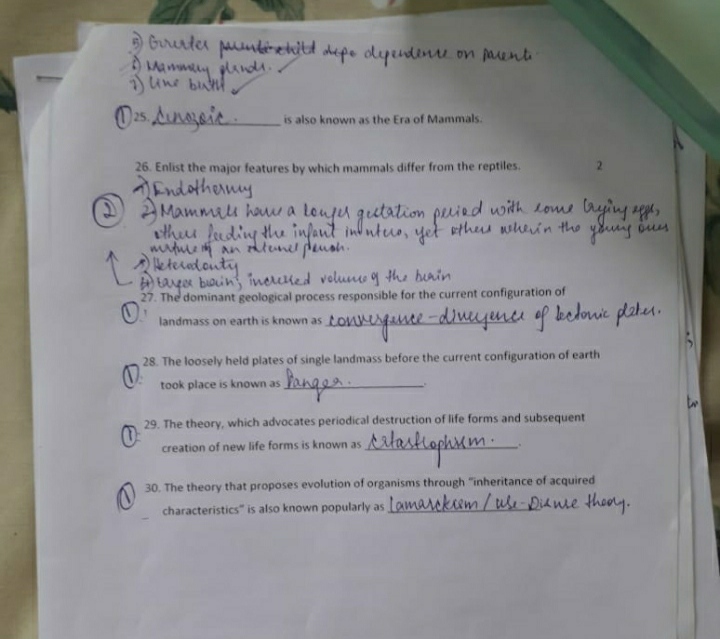 5) Greater parent-child depe dependence on parents.
6) Mammary glands.
7) Live birth
① 25. Cenozoic. is also known as the Era of Mammals.
26. Enlist the major features by which mammals differ from the reptiles. 2
1) Endothermy
② 2) Mammals have a longer gestation period with some laying eggs,
others feeding the infant in utero, yet others wherein the young ones
mature in an external pouch.
3) Heterodonty
4) Larger brain, increased volume of the brain
27. The dominant geological process responsible for the current configuration of
① landmass on earth is known as convergence-divergence of tectonic plates.
28. The loosely held plates of single landmass before the current configuration of earth
① took place is known as Pangea.
29. The theory, which advocates periodical destruction of life forms and subsequent
① creation of new life forms is known as Catastrophism.
30. The theory that proposes evolution of organisms through "inheritance of acquired
① characteristics" is also known popularly as Lamarckism / use-Disuse theory.